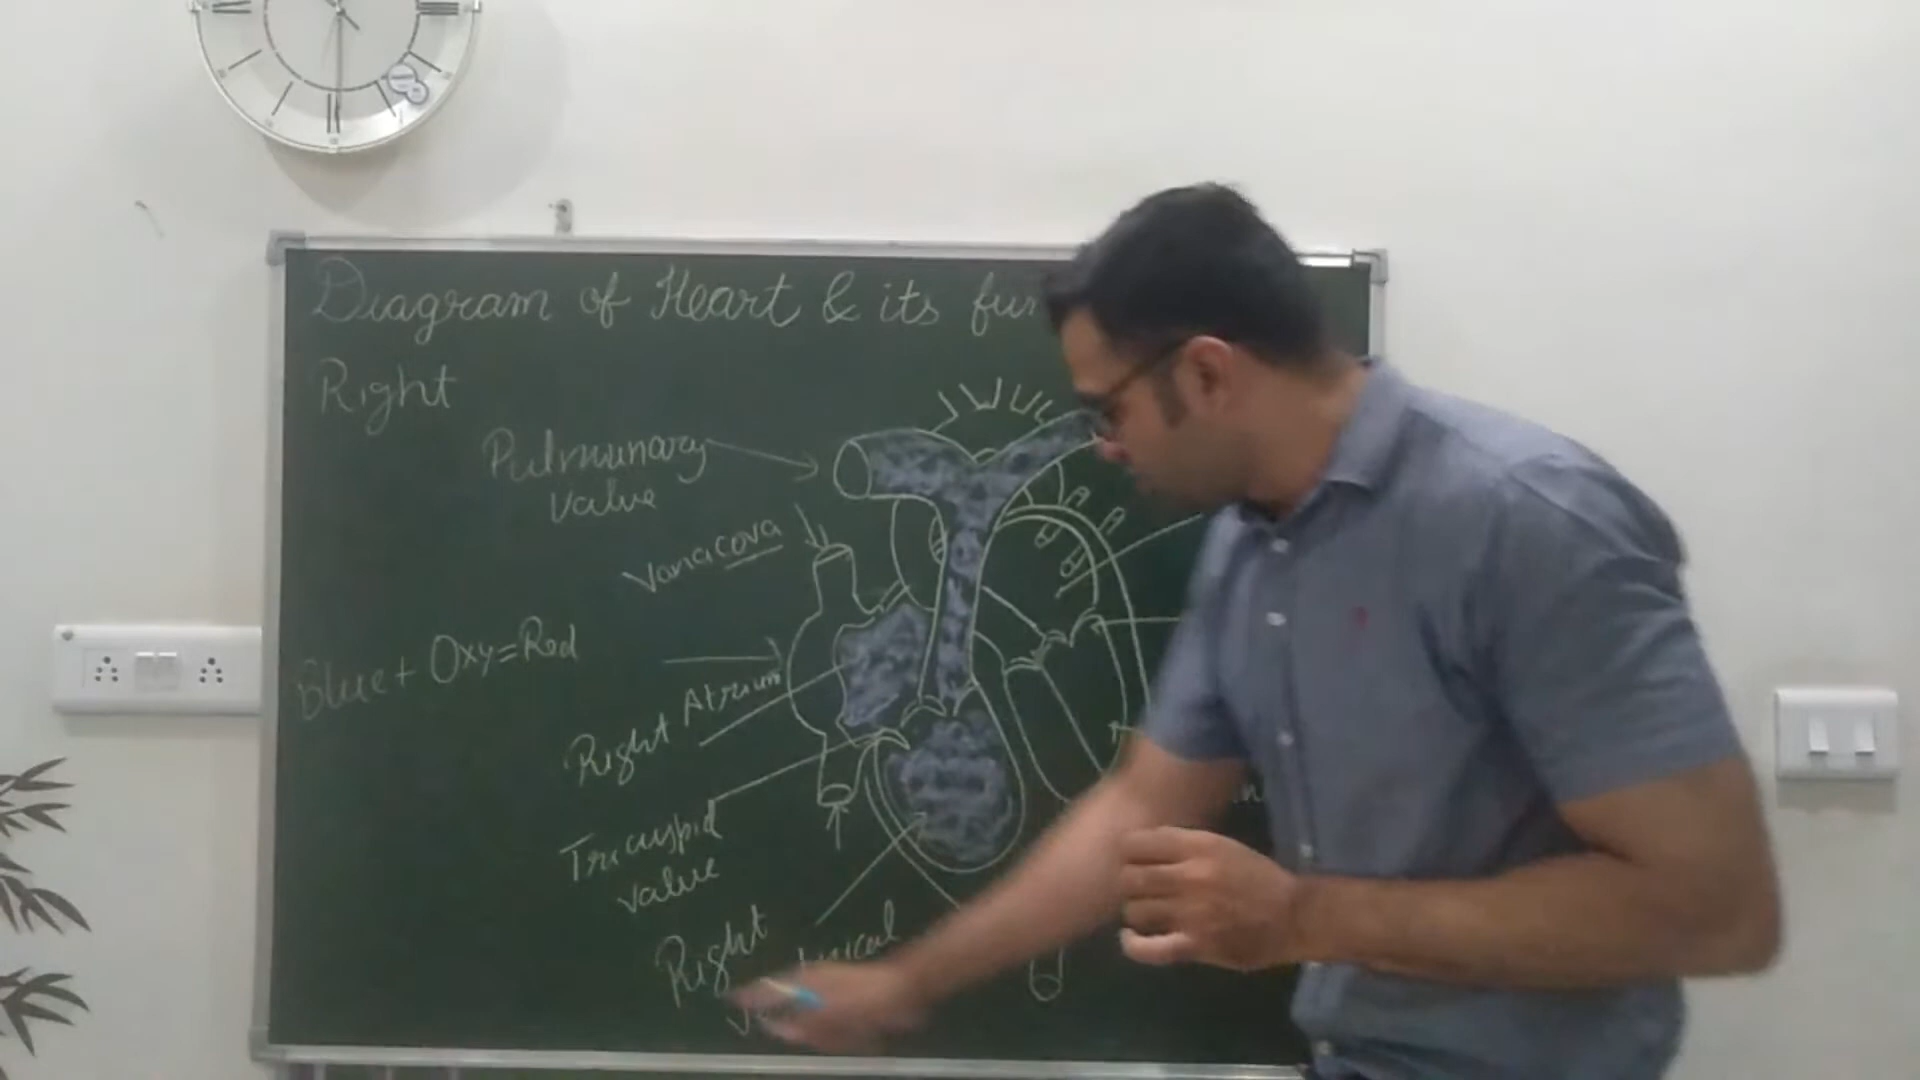 Diagram of Heart & its fun
Right
Pulmunary
value
Vanacova
Blue + Oxy = Red
Right Atrium
Tricuspid
value
Right